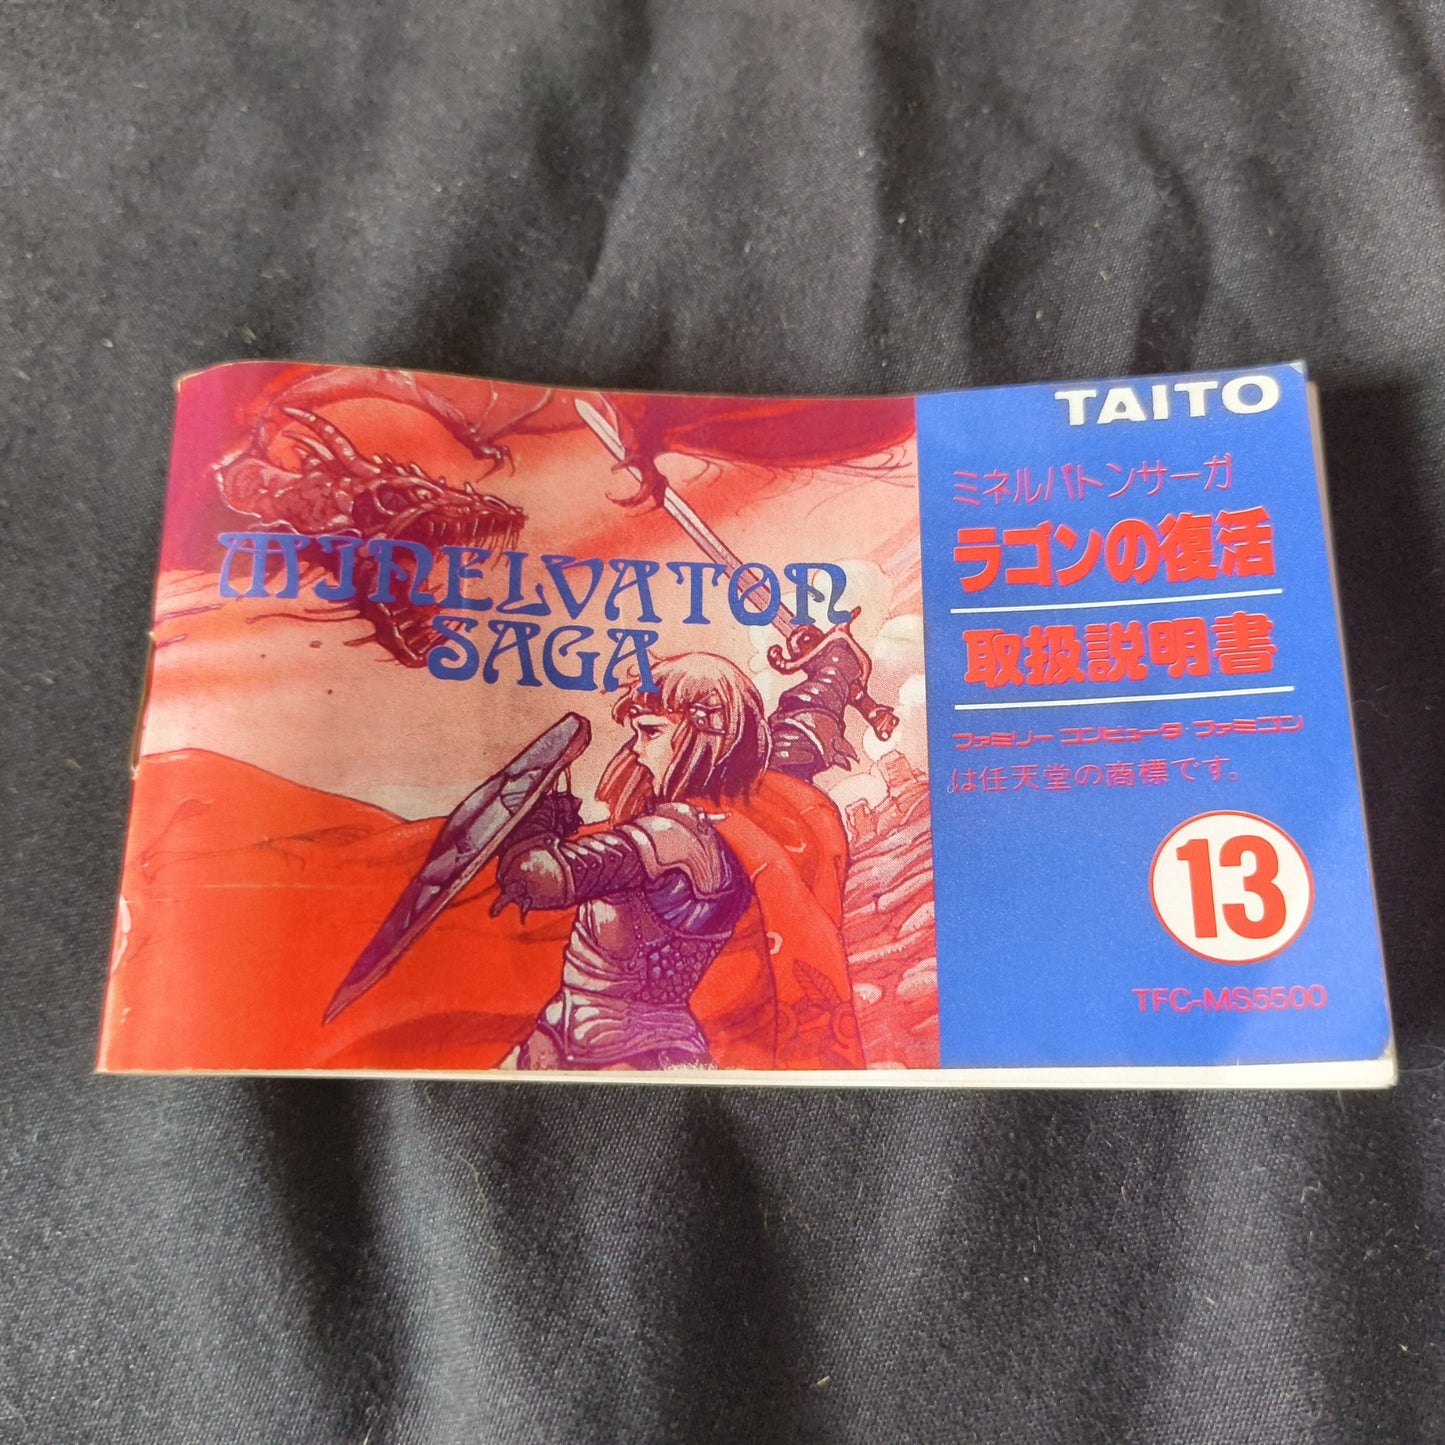 MINELVATON
SAGA
TAITO
ミネルバトンサーガ
ラゴンの復活
取扱説明書
ファミリーコンピュータ・ファミコン
は任天堂の商標です。
13
TFC-MS5500